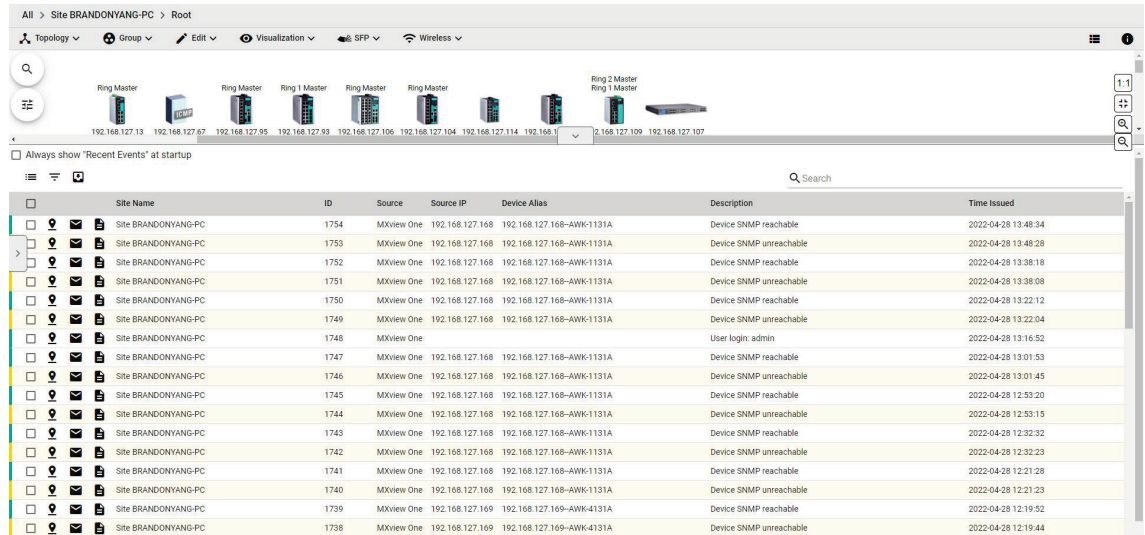 All > Site BRANDONYANG-PC > Root
Topology Group Edit Visualization SFP Wireless
Ring 2 Master
Ring Master Ring Master Ring 1 Master Ring Master Ring Master Ring 1 Master
1:1
ICMP
192.168.127.13 192.168.127.67 192.168.127.95 192.168.127.93 192.168.127.106 192.168.127.104 192.168.127.114 192.168.1 2.168.127.109 192.168.127.107
Always show "Recent Events" at startup
Search
Site Name ID Source Source IP Device Alias Description Time Issued
Site BRANDONYANG-PC 1754 MXview One 192.168.127.168 192.168.127.168–AWK-1131A Device SNMP reachable 2022-04-28 13:48:34
Site BRANDONYANG-PC 1753 MXview One 192.168.127.168 192.168.127.168–AWK-1131A Device SNMP unreachable 2022-04-28 13:48:28
Site BRANDONYANG-PC 1752 MXview One 192.168.127.168 192.168.127.168–AWK-1131A Device SNMP reachable 2022-04-28 13:38:18
Site BRANDONYANG-PC 1751 MXview One 192.168.127.168 192.168.127.168–AWK-1131A Device SNMP unreachable 2022-04-28 13:38:08
Site BRANDONYANG-PC 1750 MXview One 192.168.127.168 192.168.127.168–AWK-1131A Device SNMP reachable 2022-04-28 13:22:12
Site BRANDONYANG-PC 1749 MXview One 192.168.127.168 192.168.127.168–AWK-1131A Device SNMP unreachable 2022-04-28 13:22:04
Site BRANDONYANG-PC 1748 MXview One User login: admin 2022-04-28 13:16:52
Site BRANDONYANG-PC 1747 MXview One 192.168.127.168 192.168.127.168–AWK-1131A Device SNMP reachable 2022-04-28 13:01:53
Site BRANDONYANG-PC 1746 MXview One 192.168.127.168 192.168.127.168–AWK-1131A Device SNMP unreachable 2022-04-28 13:01:45
Site BRANDONYANG-PC 1745 MXview One 192.168.127.168 192.168.127.168–AWK-1131A Device SNMP reachable 2022-04-28 12:53:20
Site BRANDONYANG-PC 1744 MXview One 192.168.127.168 192.168.127.168–AWK-1131A Device SNMP unreachable 2022-04-28 12:53:15
Site BRANDONYANG-PC 1743 MXview One 192.168.127.168 192.168.127.168–AWK-1131A Device SNMP reachable 2022-04-28 12:32:32
Site BRANDONYANG-PC 1742 MXview One 192.168.127.168 192.168.127.168–AWK-1131A Device SNMP unreachable 2022-04-28 12:32:23
Site BRANDONYANG-PC 1741 MXview One 192.168.127.168 192.168.127.168–AWK-1131A Device SNMP reachable 2022-04-28 12:21:28
Site BRANDONYANG-PC 1740 MXview One 192.168.127.168 192.168.127.168–AWK-1131A Device SNMP unreachable 2022-04-28 12:21:23
Site BRANDONYANG-PC 1739 MXview One 192.168.127.169 192.168.127.169–AWK-4131A Device SNMP reachable 2022-04-28 12:19:52
Site BRANDONYANG-PC 1738 MXview One 192.168.127.169 192.168.127.169–AWK-4131A Device SNMP unreachable 2022-04-28 12:19:44